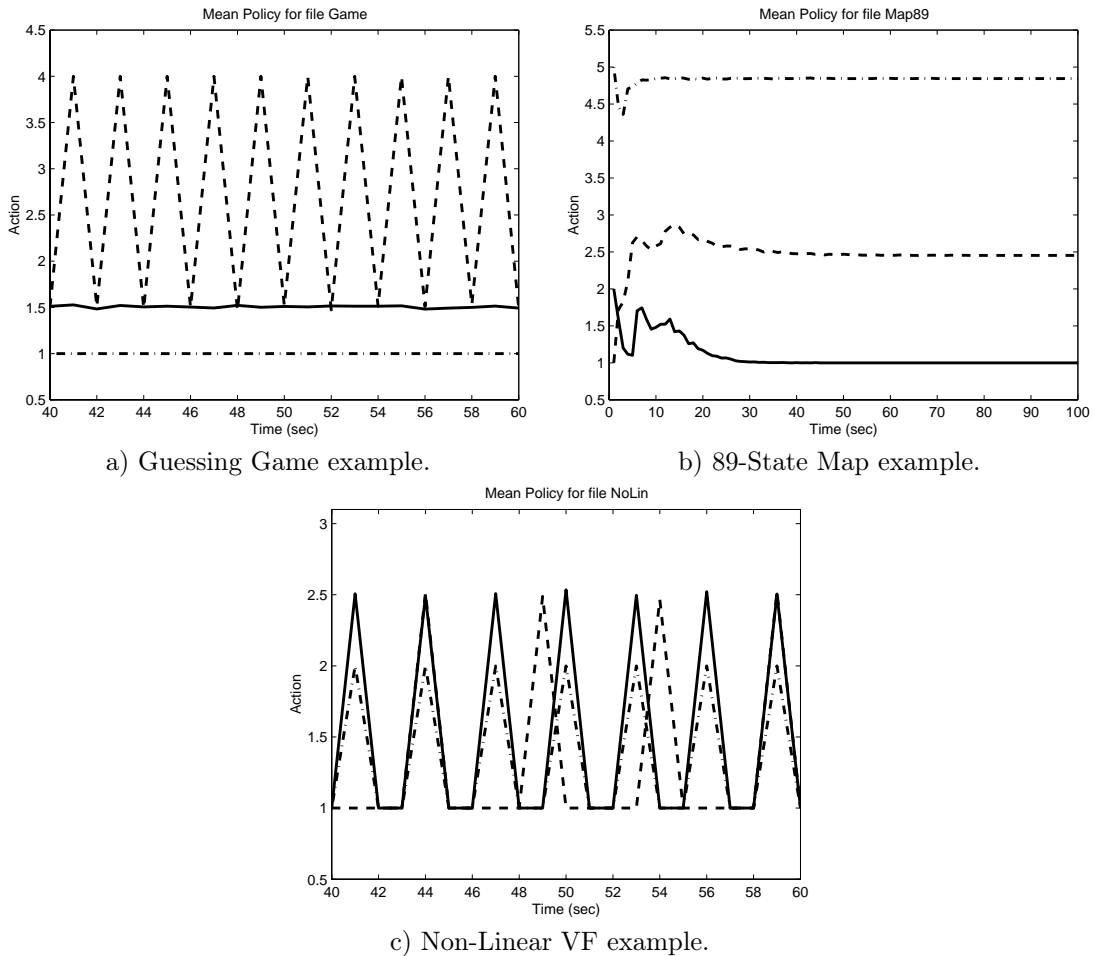 Mean Policy for file Game
4.5
4
3.5
3
2.5
2
1.5
1
0.5
Action
40 42 44 46 48 50 52 54 56 58 60
Time (sec)
a) Guessing Game example.
Mean Policy for file Map89
5.5
5
4.5
4
3.5
3
2.5
2
1.5
1
0.5
Action
0 10 20 30 40 50 60 70 80 90 100
Time (sec)
b) 89-State Map example.
Mean Policy for file NoLin
3
2.5
2
1.5
1
0.5
Action
40 42 44 46 48 50 52 54 56 58 60
Time (sec)
c) Non-Linear VF example.